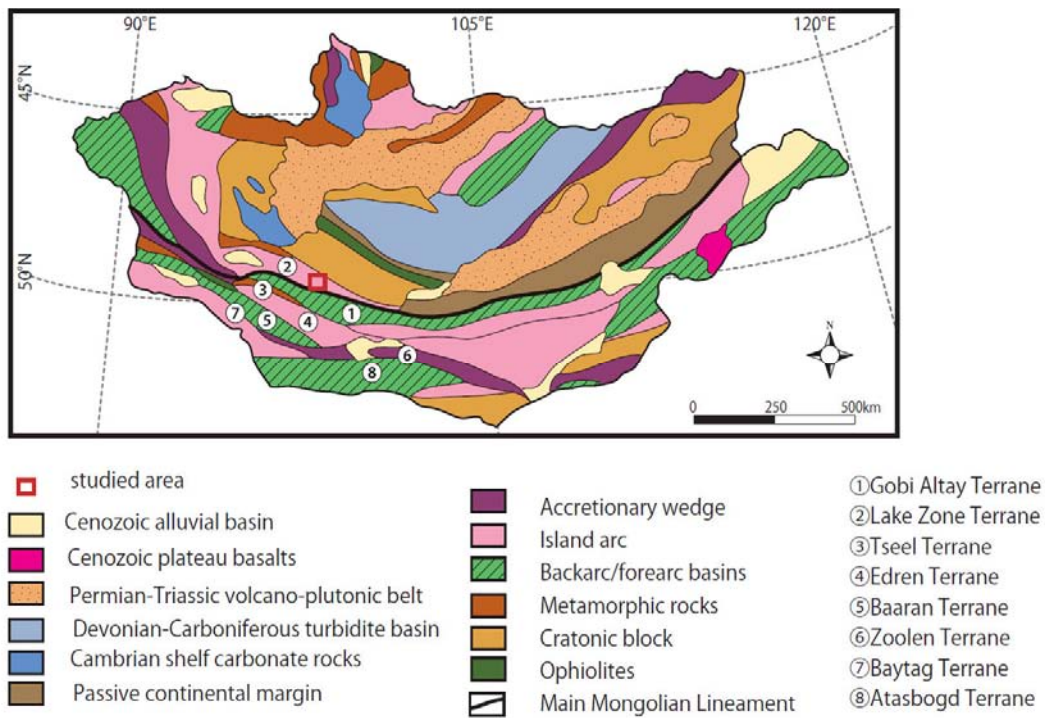 90°E
105°E
120°E
45°N
50°N
②
③
①
⑦
⑤
④
⑥
⑧
N
0
250
500km
studied area
Cenozoic alluvial basin
Cenozoic plateau basalts
Permian-Triassic volcano-plutonic belt
Devonian-Carboniferous turbidite basin
Cambrian shelf carbonate rocks
Passive continental margin
Accretionary wedge
Island arc
Backarc/forearc basins
Metamorphic rocks
Cratonic block
Ophiolites
Main Mongolian Lineament
①Gobi Altay Terrane
②Lake Zone Terrane
③Tseel Terrane
④Edren Terrane
⑤Baaran Terrane
⑥Zoolen Terrane
⑦Baytag Terrane
⑧Atasbogd Terrane